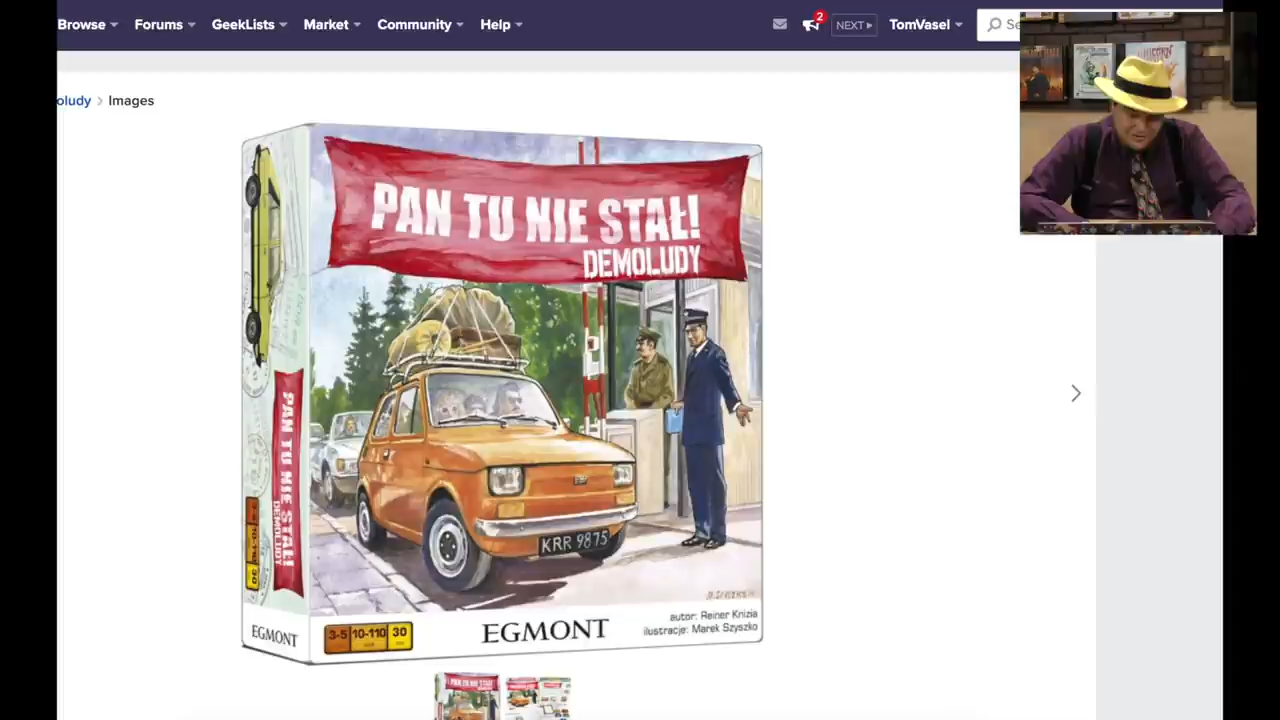 Browse Forums GeekLists Market Community Help 2 NEXT TomVasel
oludy > Images
PAN TU NIE STAŁ!
DEMOLUDY
PAN TU NIE STAŁ!
DEMOLUDY
KRR 9875
autor: Reiner Knizia
ilustracje: Marek Szyszko
EGMONT
3-5 10-110 30
EGMONT